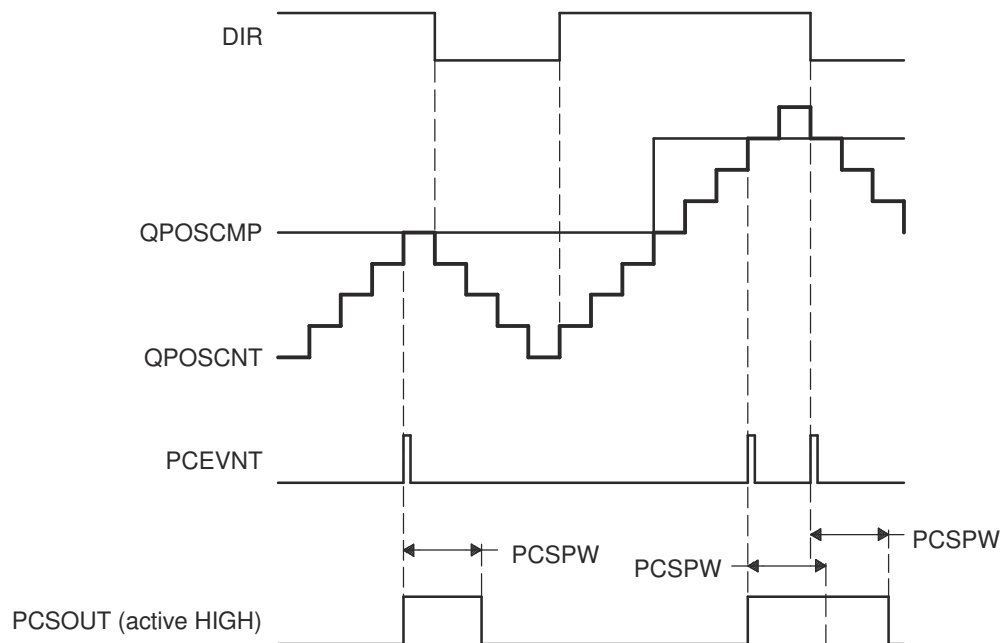 DIR
QPOSCMP
QPOSCNT
PCEVNT
PCSPW
PCSPW
PCSPW
PCSOUT (active HIGH)